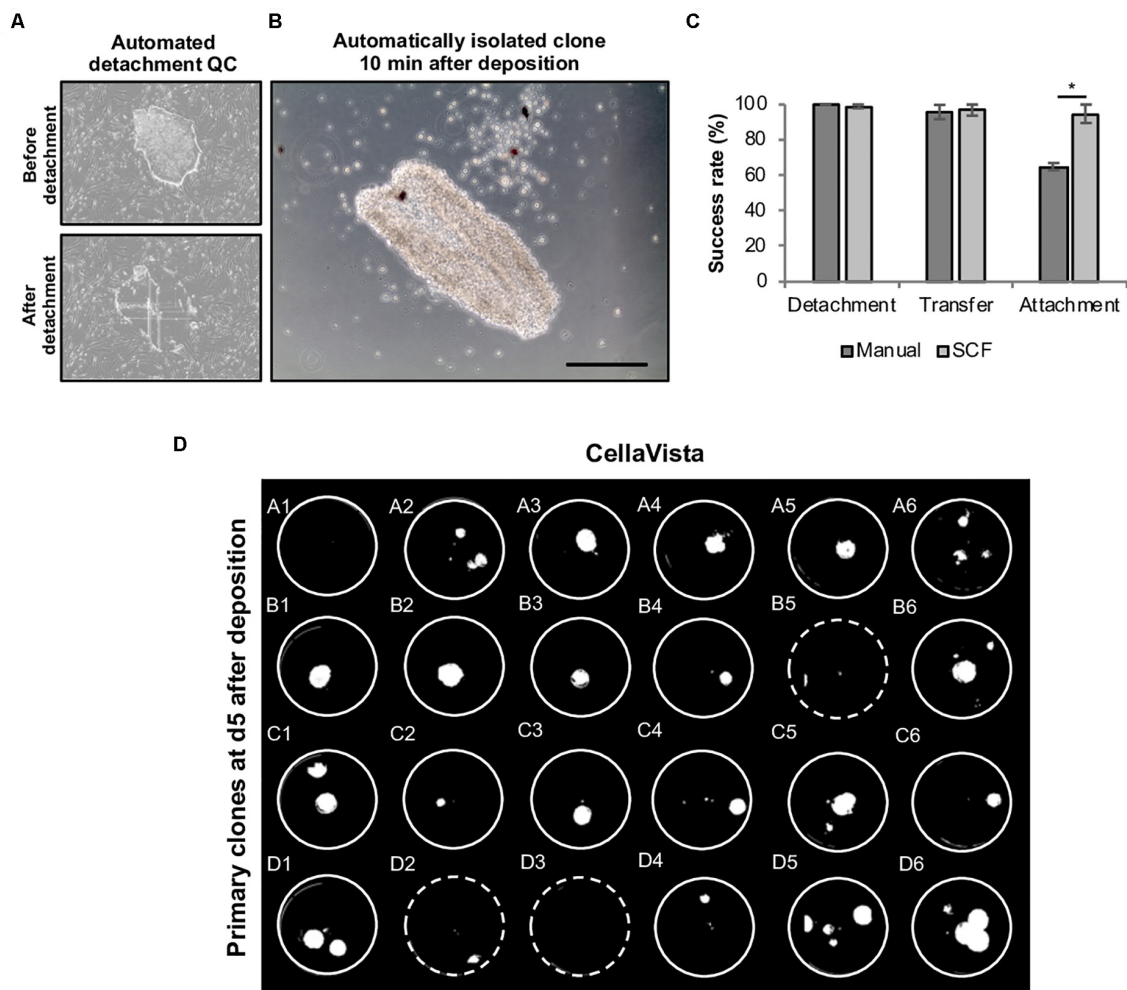 A
Automated
detachment QC
Before
detachment
After
detachment
B
Automatically isolated clone
10 min after deposition
C
*
Success rate (%)
100
80
60
40
20
0
Detachment Transfer Attachment
Manual SCF
D
CellaVista
Primary clones at d5 after deposition
A1 A2 A3 A4 A5 A6
B1 B2 B3 B4 B5 B6
C1 C2 C3 C4 C5 C6
D1 D2 D3 D4 D5 D6